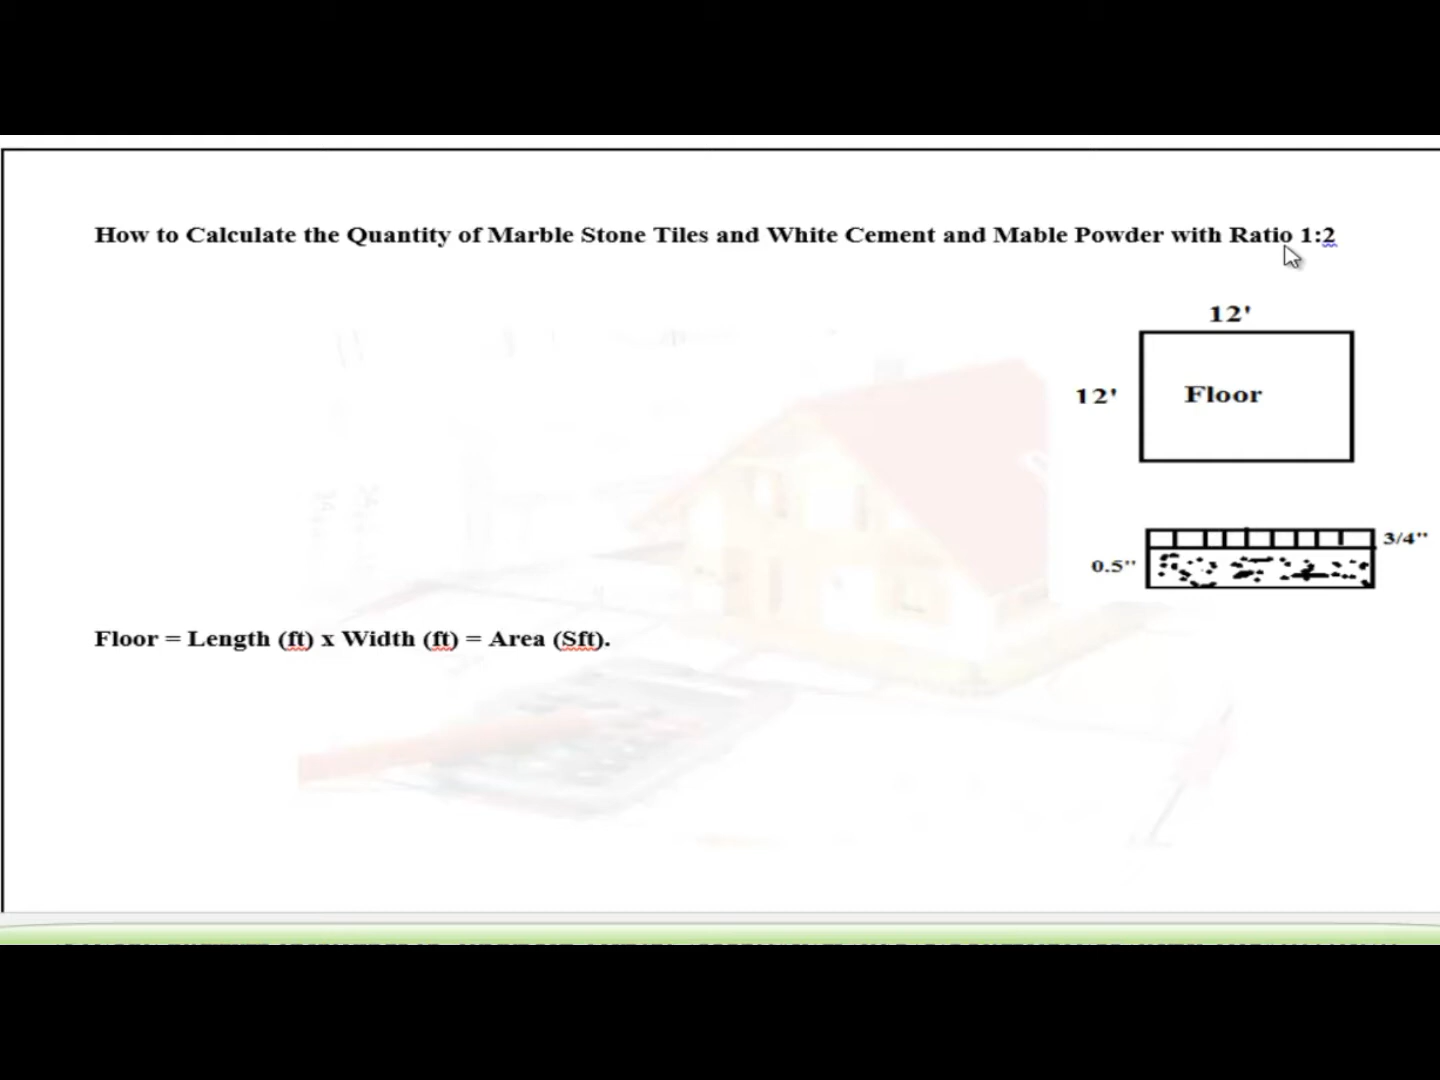 How to Calculate the Quantity of Marble Stone Tiles and White Cement and Mable Powder with Ratio 1:2
12'
12'
Floor
3/4"
0.5"
Floor = Length (ft) x Width (ft) = Area (Sft).